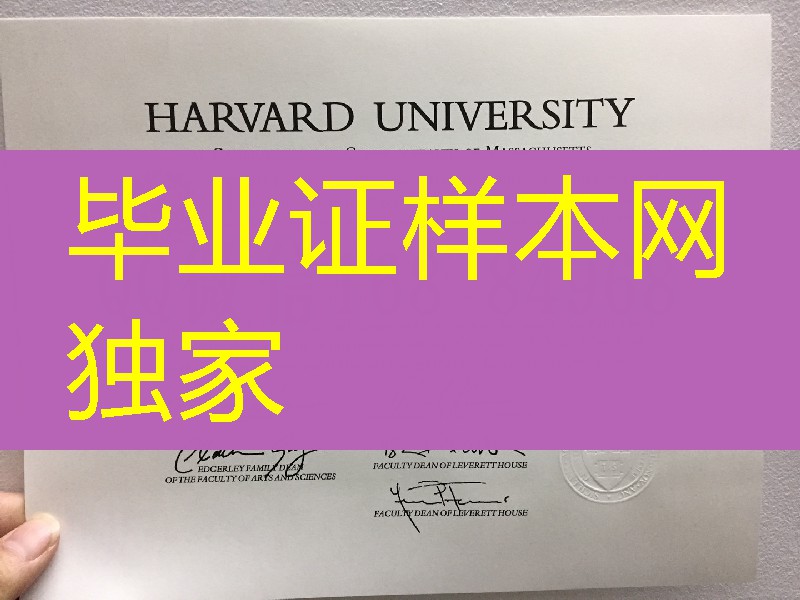 HARVARD UNIVERSITY
毕业证样本网
独家
EDGERLEY FAMILY DEAN
OF THE FACULTY OF ARTS AND SCIENCES
FACULTY DEAN OF LEVERETT HOUSE
FACULTY DEAN OF LEVERETT HOUSE